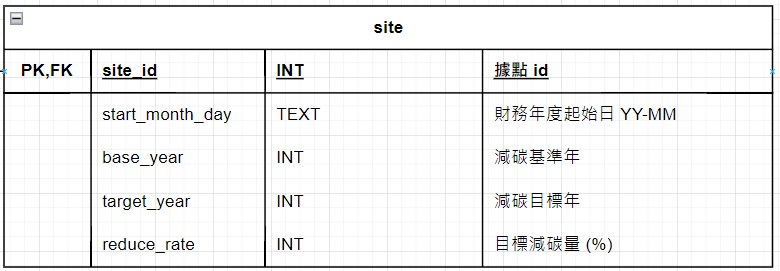 site
PK,FK site_id INT 據點 id
start_month_day TEXT 財務年度起始日 YY-MM
base_year INT 減碳基準年
target_year INT 減碳目標年
reduce_rate INT 目標減碳量 (%)